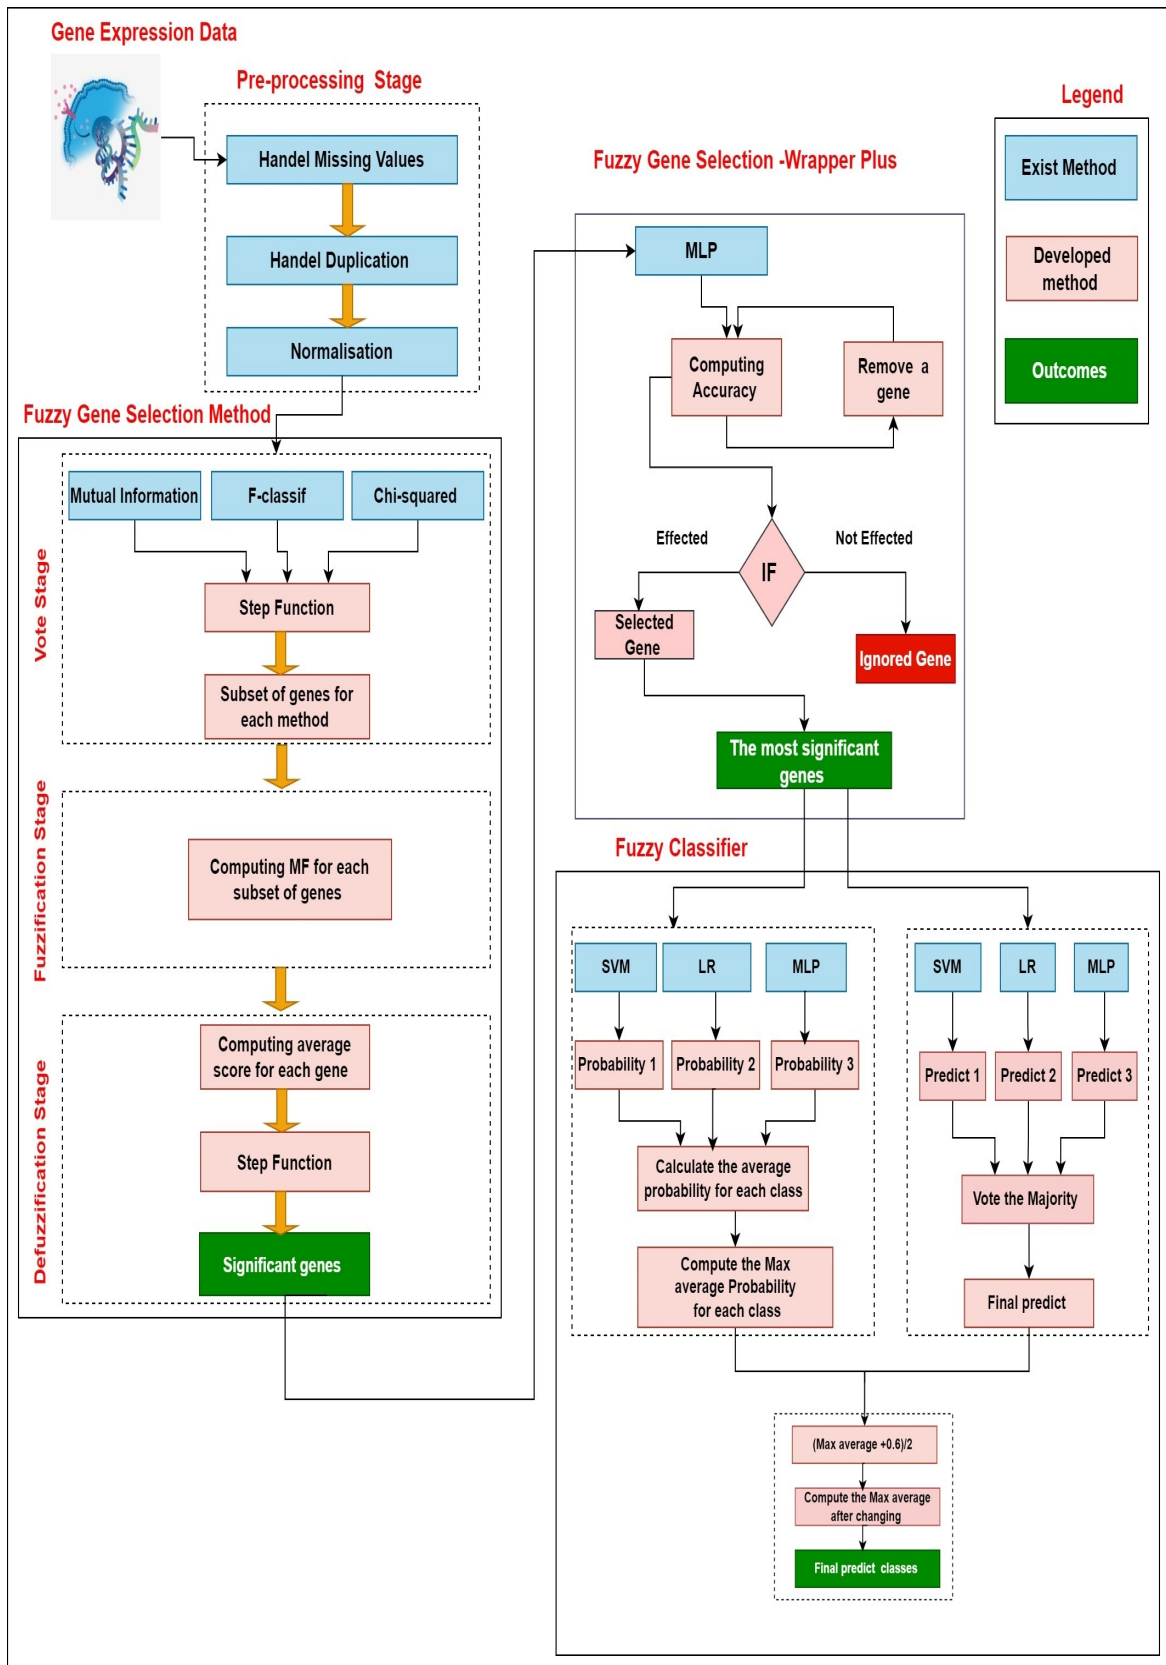 Gene Expression Data
Pre-processing Stage
Handel Missing Values
Handel Duplication
Normalisation
Fuzzy Gene Selection Method
Vote Stage
Mutual Information
F-classif
Chi-squared
Step Function
Subset of genes for
each method
Fuzzification Stage
Computing MF for each
subset of genes
Defuzzification Stage
Computing average
score for each gene
Step Function
Significant genes
Fuzzy Gene Selection -Wrapper Plus
MLP
Computing
Accuracy
Remove a
gene
Effected
Not Effected
IF
Selected
Gene
Ignored Gene
The most significant
genes
Legend
Exist Method
Developed
method
Outcomes
Fuzzy Classifier
SVM
LR
MLP
Probability 1
Probability 2
Probability 3
Calculate the average
probability for each class
Compute the Max
average Probability
for each class
SVM
LR
MLP
Predict 1
Predict 2
Predict 3
Vote the Majority
Final predict
(Max average +0.6)/2
Compute the Max average
after changing
Final predict classes